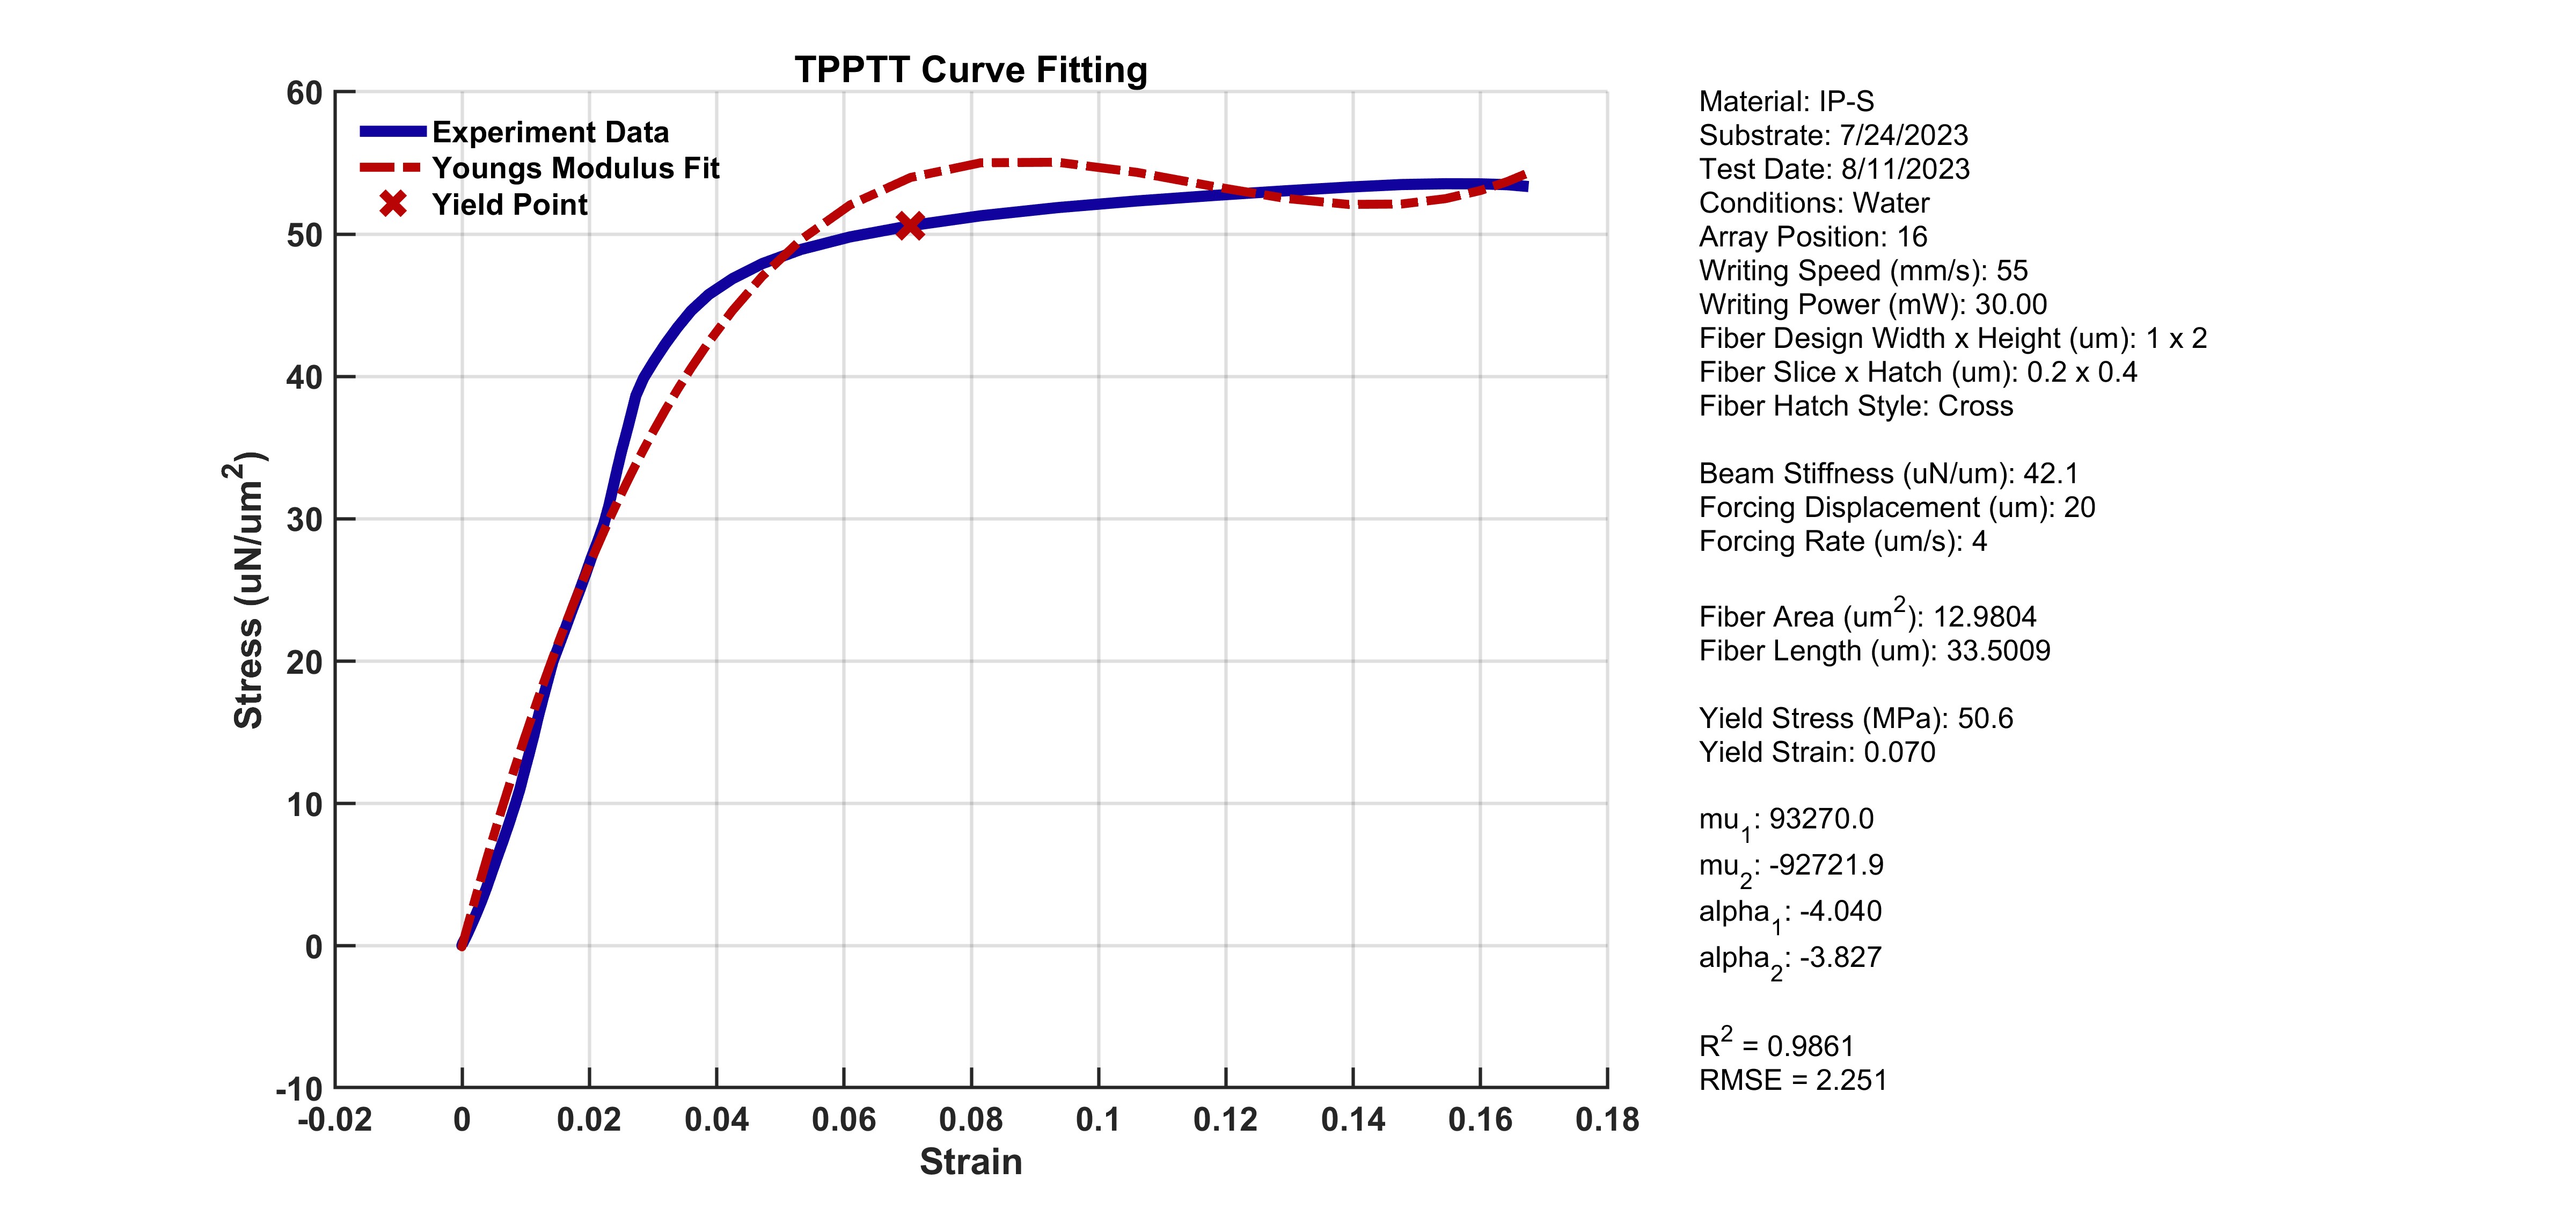 TPPTT Curve Fitting
60
50
40
30
20
10
0
-10
Stress (uN/um²)
Experiment Data
Youngs Modulus Fit
Yield Point
-0.02 0 0.02 0.04 0.06 0.08 0.1 0.12 0.14 0.16 0.18
Strain
Material: IP-S
Substrate: 7/24/2023
Test Date: 8/11/2023
Conditions: Water
Array Position: 16
Writing Speed (mm/s): 55
Writing Power (mW): 30.00
Fiber Design Width x Height (um): 1 x 2
Fiber Slice x Hatch (um): 0.2 x 0.4
Fiber Hatch Style: Cross
Beam Stiffness (uN/um): 42.1
Forcing Displacement (um): 20
Forcing Rate (um/s): 4
Fiber Area (um²): 12.9804
Fiber Length (um): 33.5009
Yield Stress (MPa): 50.6
Yield Strain: 0.070
mu₁: 93270.0
mu₂: -92721.9
alpha₁: -4.040
alpha₂: -3.827
R² = 0.9861
RMSE = 2.251